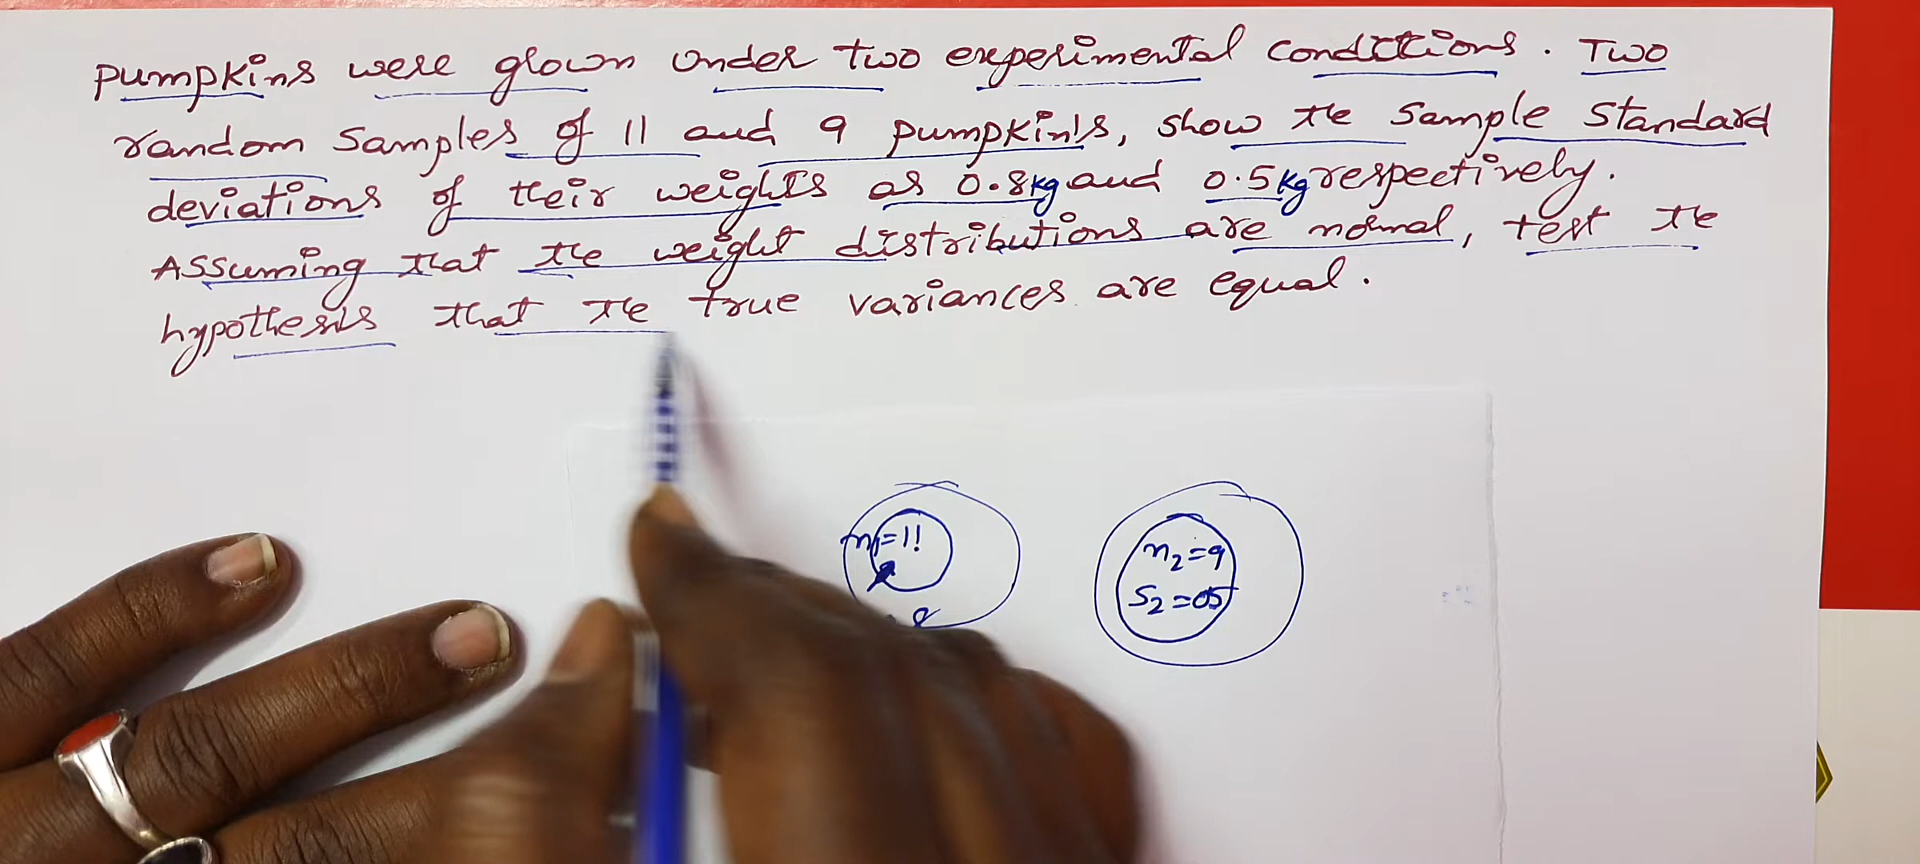 pumpkins were grown under two experimental conditions. Two
random samples of 11 and 9 pumpkins, show the sample standard
deviations of their weights as 0.8kg and 0.5kg respectively.
Assuming that the weight distributions are normal, test the
hypothesis that the true variances are equal.
n1=11
n2=9
S2=05